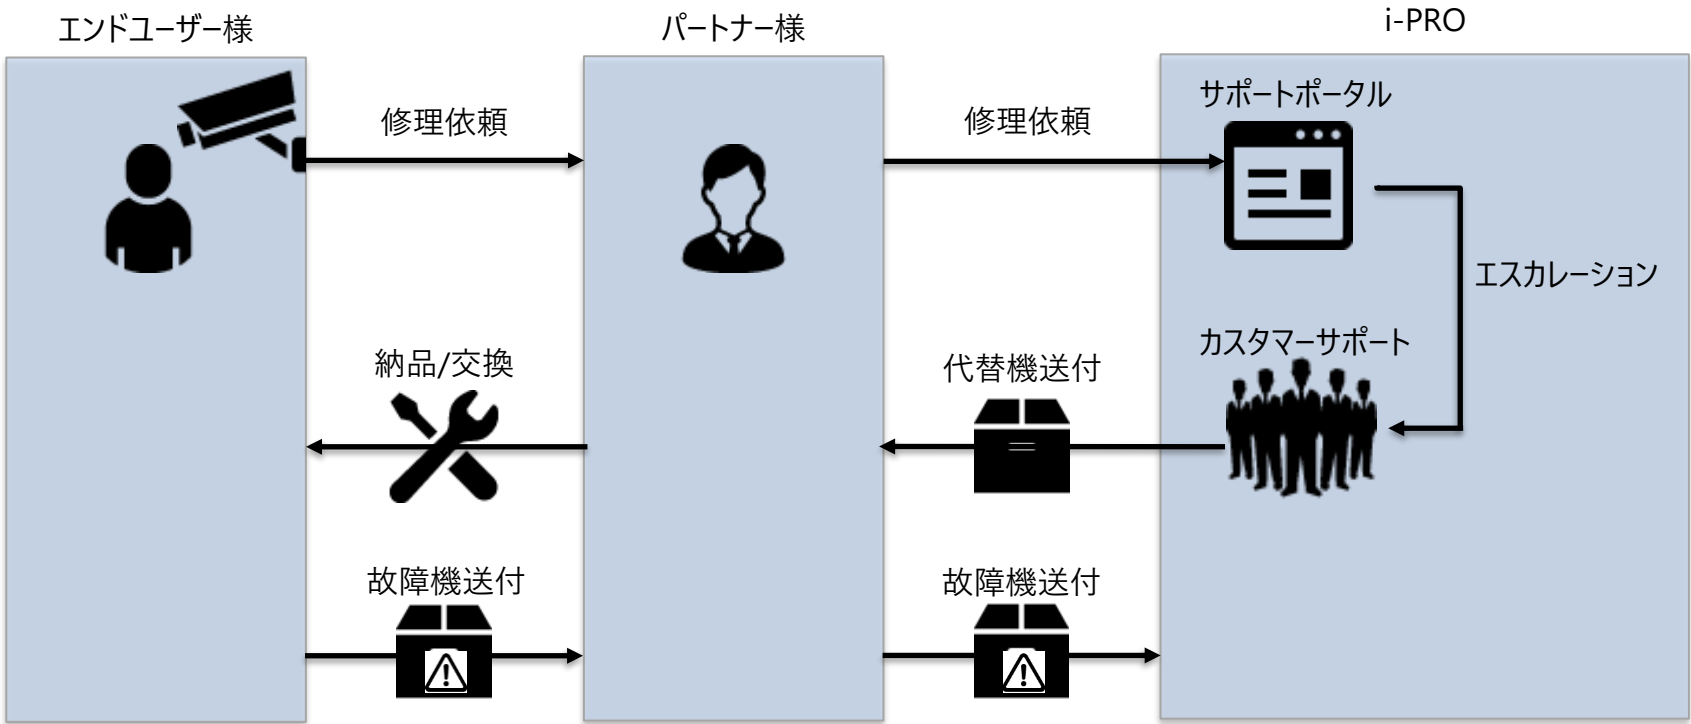 エンドユーザー様
パートナー様
i-PRO
サポートポータル
修理依頼
修理依頼
エスカレーション
カスタマーサポート
納品/交換
代替機送付
故障機送付
故障機送付